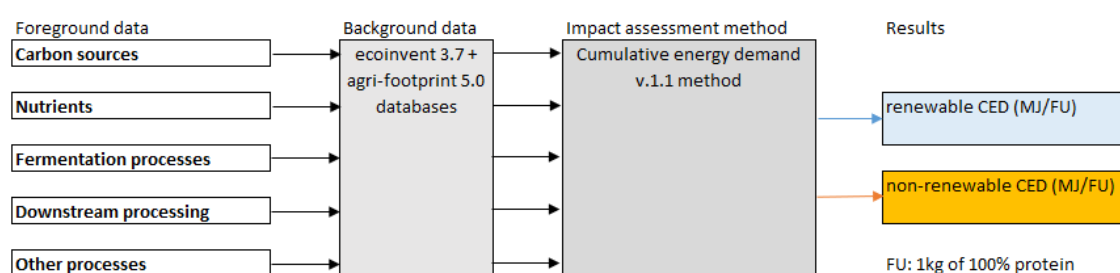 Foreground data
Background data
Impact assessment method
Results
Carbon sources
ecoinvent 3.7 +
agri-footprint 5.0
databases
Cumulative energy demand
v.1.1 method
Nutrients
renewable CED (MJ/FU)
Fermentation processes
non-renewable CED (MJ/FU)
Downstream processing
Other processes
FU: 1kg of 100% protein